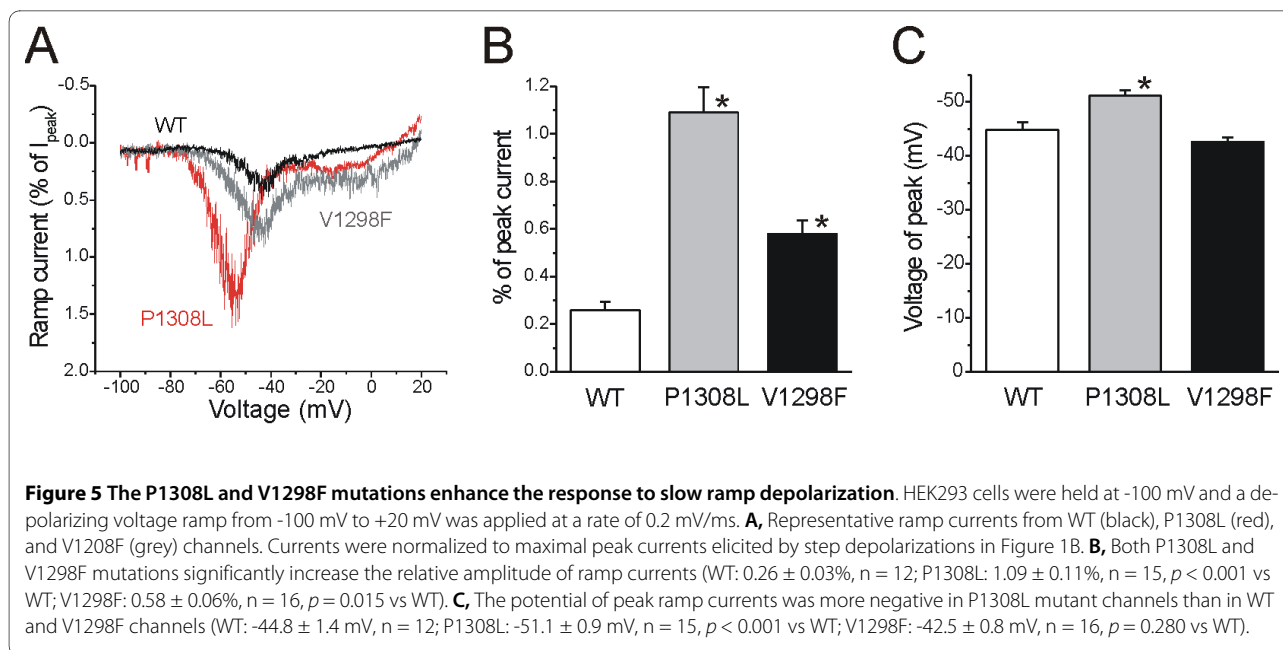 A
B
C
-0.5
0.0
0.5
1.0
1.5
2.0
Ramp current (% of Ipeak)
WT
V1298F
P1308L
-100 -80 -60 -40 -20 0 20
Voltage (mV)
1.2
1.0
0.8
0.6
0.4
0.2
0.0
% of peak current
*
*
WT P1308L V1298F
-50
-40
-30
-20
-10
0
Voltage of peak (mV)
*
WT P1308L V1298F
Figure 5 The P1308L and V1298F mutations enhance the response to slow ramp depolarization. HEK293 cells were held at -100 mV and a de-
polarizing voltage ramp from -100 mV to +20 mV was applied at a rate of 0.2 mV/ms. A, Representative ramp currents from WT (black), P1308L (red),
and V1208F (grey) channels. Currents were normalized to maximal peak currents elicited by step depolarizations in Figure 1B. B, Both P1308L and
V1298F mutations significantly increase the relative amplitude of ramp currents (WT: 0.26 ± 0.03%, n = 12; P1308L: 1.09 ± 0.11%, n = 15, p < 0.001 vs
WT; V1298F: 0.58 ± 0.06%, n = 16, p = 0.015 vs WT). C, The potential of peak ramp currents was more negative in P1308L mutant channels than in WT
and V1298F channels (WT: -44.8 ± 1.4 mV, n = 12; P1308L: -51.1 ± 0.9 mV, n = 15, p < 0.001 vs WT; V1298F: -42.5 ± 0.8 mV, n = 16, p = 0.280 vs WT).